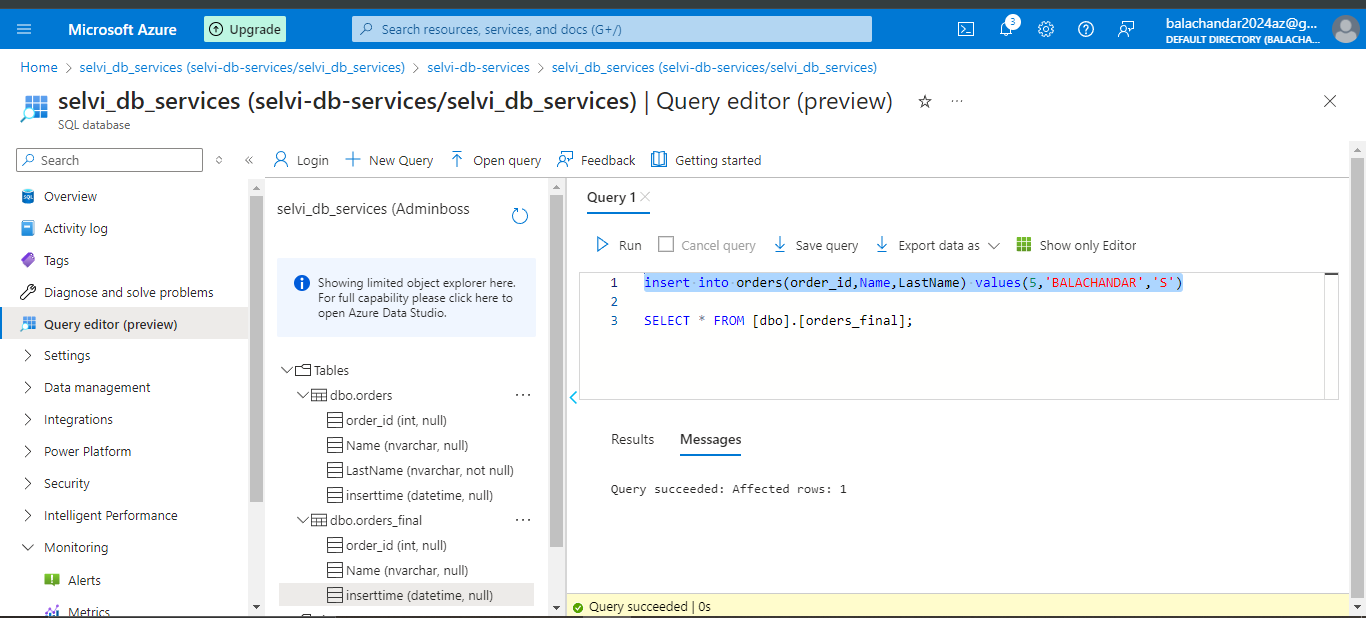 Microsoft Azure
Upgrade
Search resources, services, and docs (G+/)
3
balachandar2024az@g...
DEFAULT DIRECTORY (BALACHA...
Home > selvi_db_services (selvi-db-services/selvi_db_services) > selvi-db-services > selvi_db_services (selvi-db-services/selvi_db_services)
selvi_db_services (selvi-db-services/selvi_db_services) | Query editor (preview)
SQL database
Search
Login
New Query
Open query
Feedback
Getting started
Overview
Activity log
Tags
Diagnose and solve problems
Query editor (preview)
Settings
Data management
Integrations
Power Platform
Security
Intelligent Performance
Monitoring
Alerts
Metrics
selvi_db_services (Adminboss
Showing limited object explorer here.
For full capability please click here to
open Azure Data Studio.
Tables
dbo.orders
order_id (int, null)
Name (nvarchar, null)
LastName (nvarchar, not null)
inserttime (datetime, null)
dbo.orders_final
order_id (int, null)
Name (nvarchar, null)
inserttime (datetime, null)
Query 1
Run
Cancel query
Save query
Export data as
Show only Editor
1 insert into orders(order_id,Name,LastName) values(5,'BALACHANDAR','S')
2
3 SELECT * FROM [dbo].[orders_final];
Results
Messages
Query succeeded: Affected rows: 1
Query succeeded | 0s